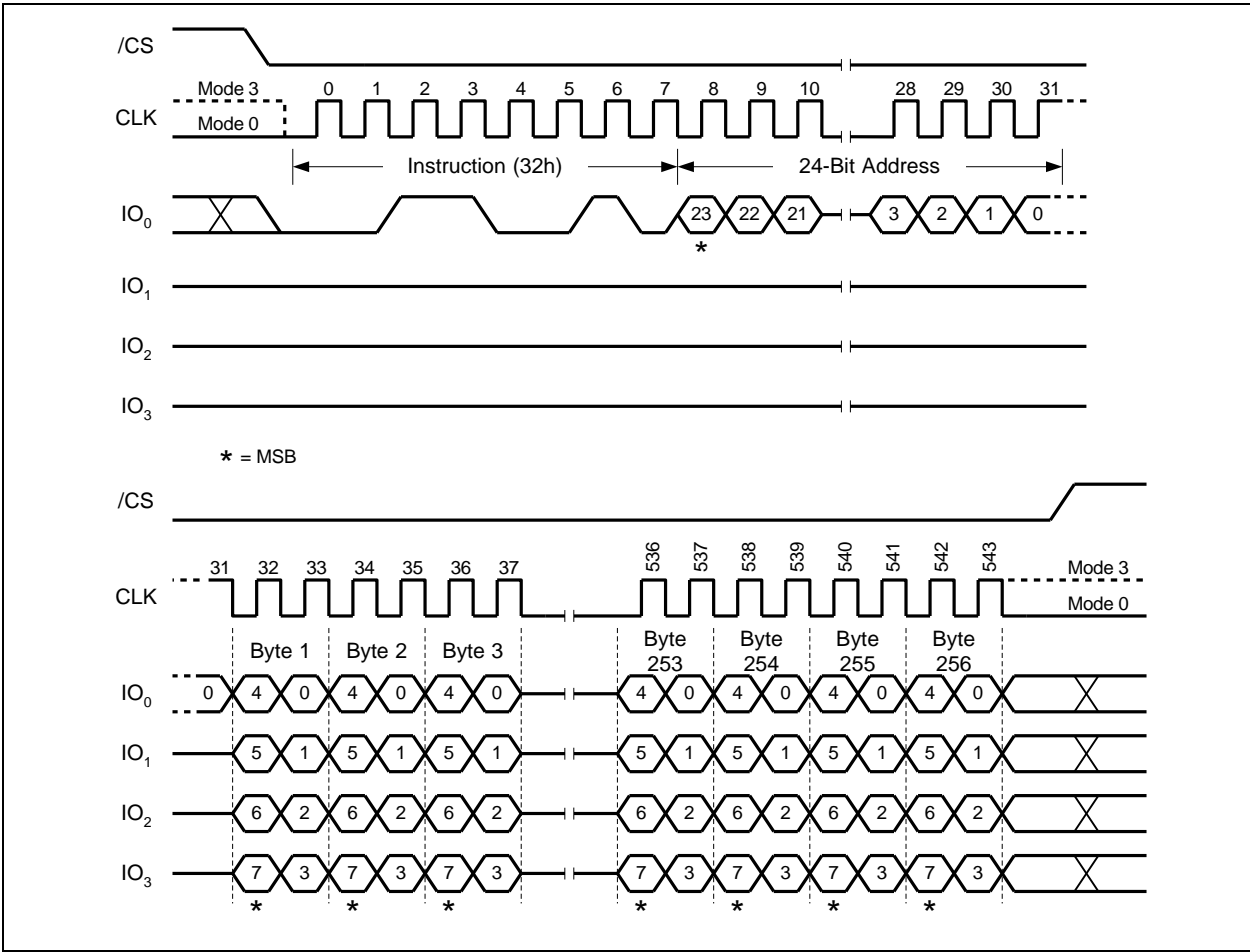 /CS
Mode 3 0 1 2 3 4 5 6 7 8 9 10 28 29 30 31
CLK
Mode 0
Instruction (32h) 24-Bit Address
IO0 23 22 21 3 2 1 0
*
IO1
IO2
IO3
* = MSB
/CS
31 32 33 34 35 36 37 536 537 538 539 540 541 542 543 Mode 3
CLK
Mode 0
Byte 1 Byte 2 Byte 3 Byte 253 Byte 254 Byte 255 Byte 256
IO0 0 4 0 4 0 4 0 4 0 4 0 4 0 4 0
IO1 5 1 5 1 5 1 5 1 5 1 5 1 5 1
IO2 6 2 6 2 6 2 6 2 6 2 6 2 6 2
IO3 7 3 7 3 7 3 7 3 7 3 7 3 7 3
* * * * * * *